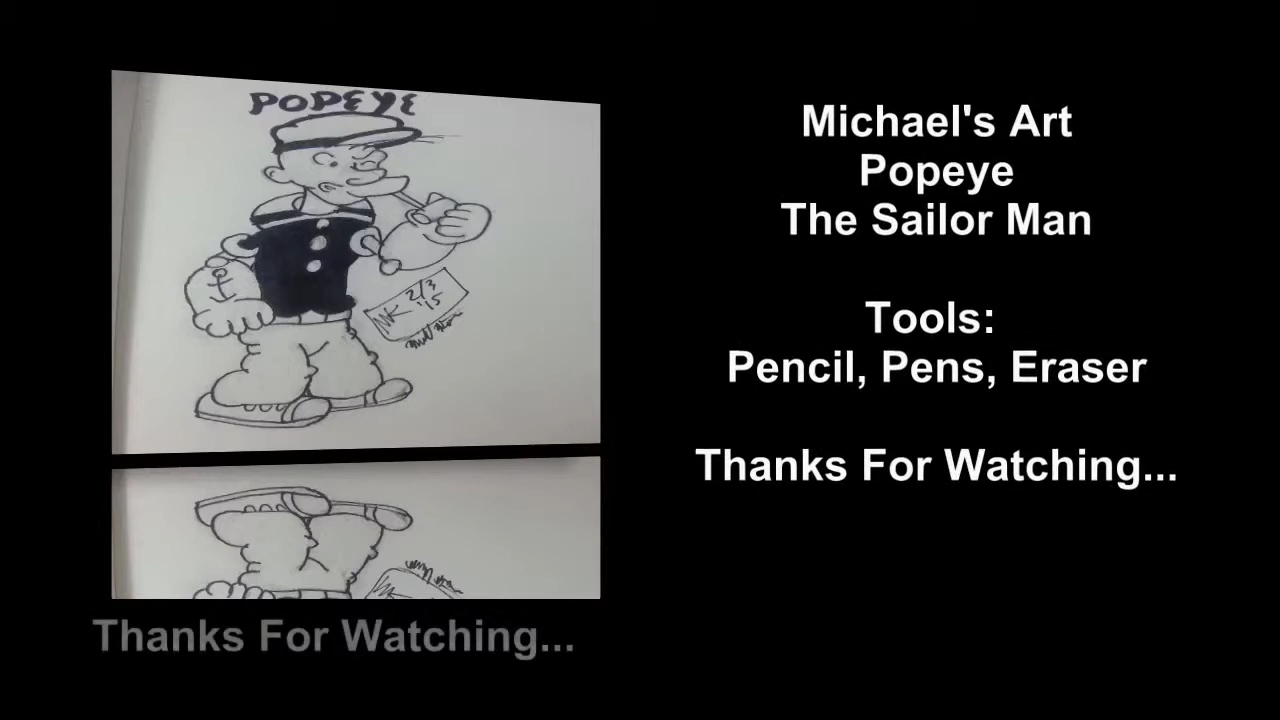 POPEYE
MK 2/3
'15
Michael's Art
Popeye
The Sailor Man
Tools:
Pencil, Pens, Eraser
Thanks For Watching...
Thanks For Watching...